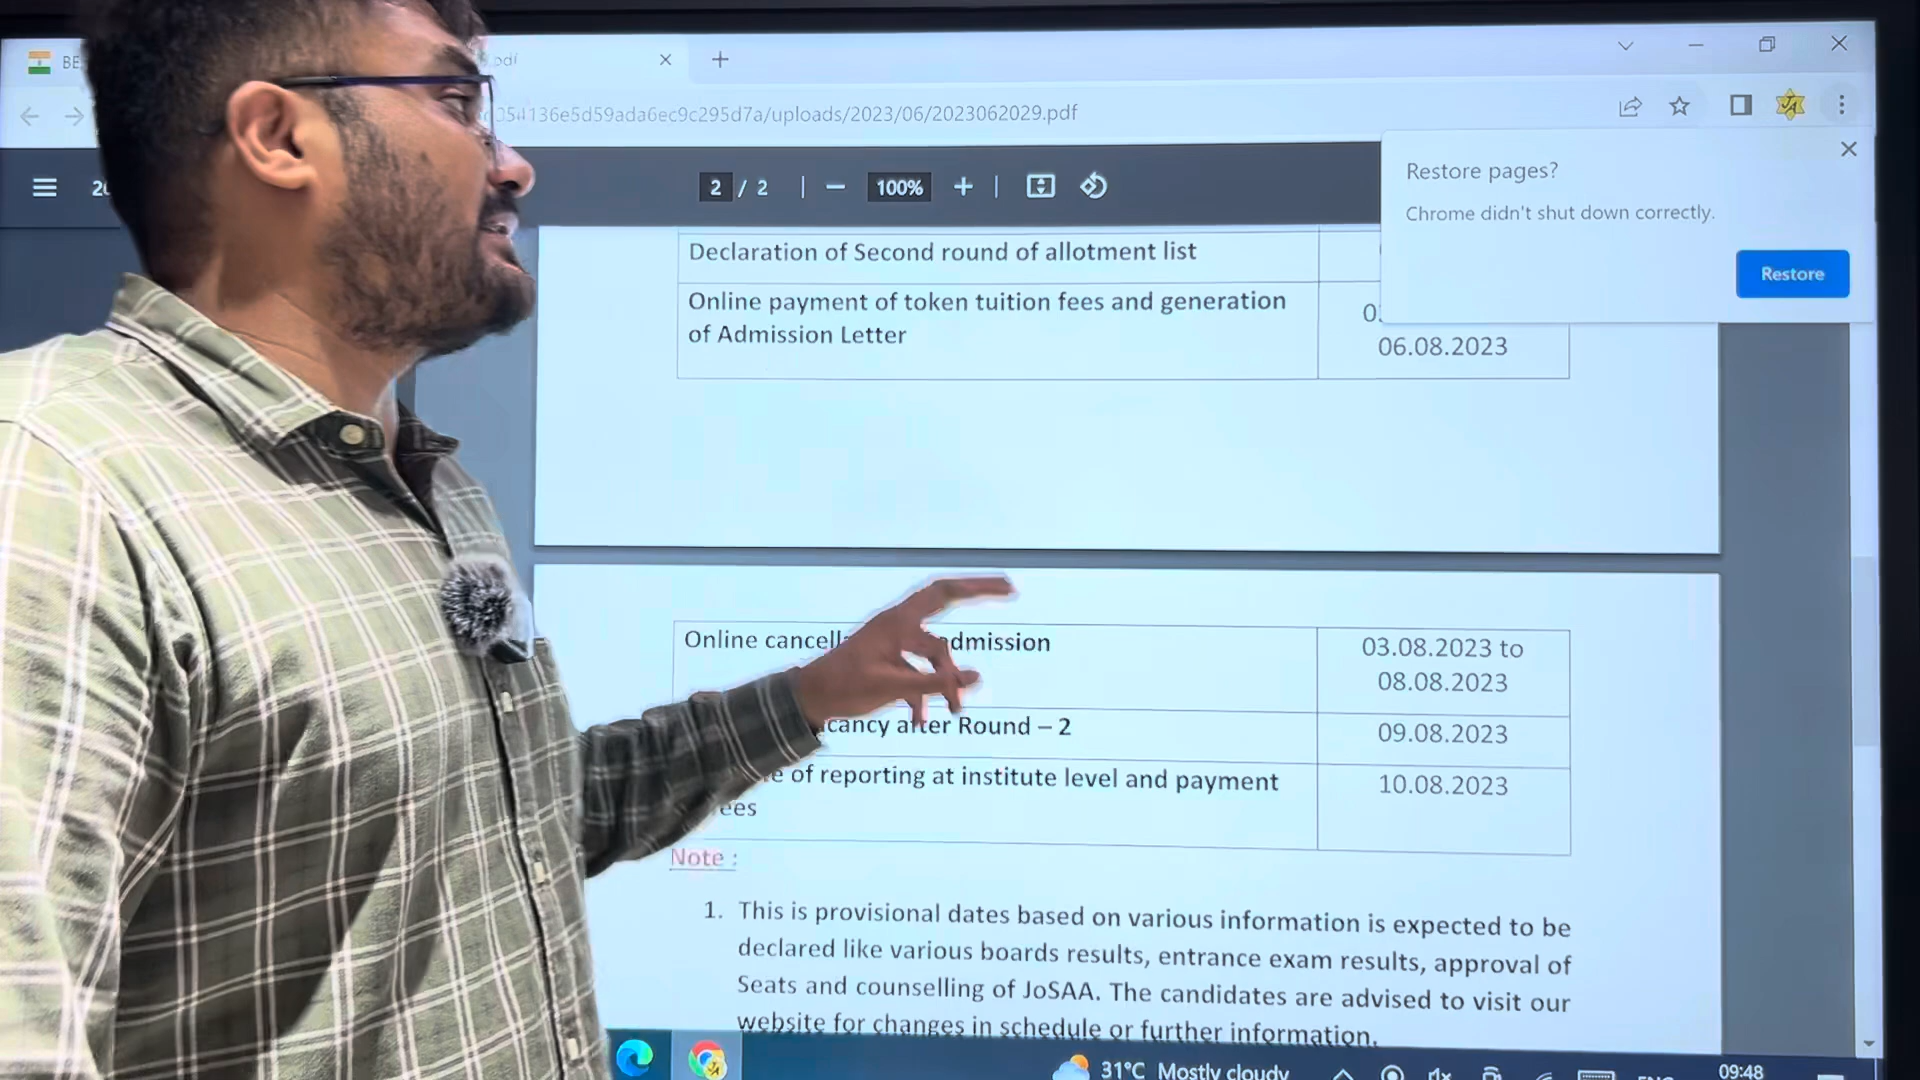 BE
.pdf
054136e5d59ada6ec9c295d7a/uploads/2023/06/2023062029.pdf
JA
20
2 / 2
100%
Restore pages?
Chrome didn't shut down correctly.
Restore
Declaration of Second round of allotment list
Online payment of token tuition fees and generation
of Admission Letter
06.08.2023
Online admission
03.08.2023 to
08.08.2023
after Round – 2
09.08.2023
of reporting at institute level and payment
10.08.2023
Note :
1. This is provisional dates based on various information is expected to be
declared like various boards results, entrance exam results, approval of
Seats and counselling of JoSAA. The candidates are advised to visit our
website for changes in schedule or further information.
31°C Mostly cloudy
ENG
09:48